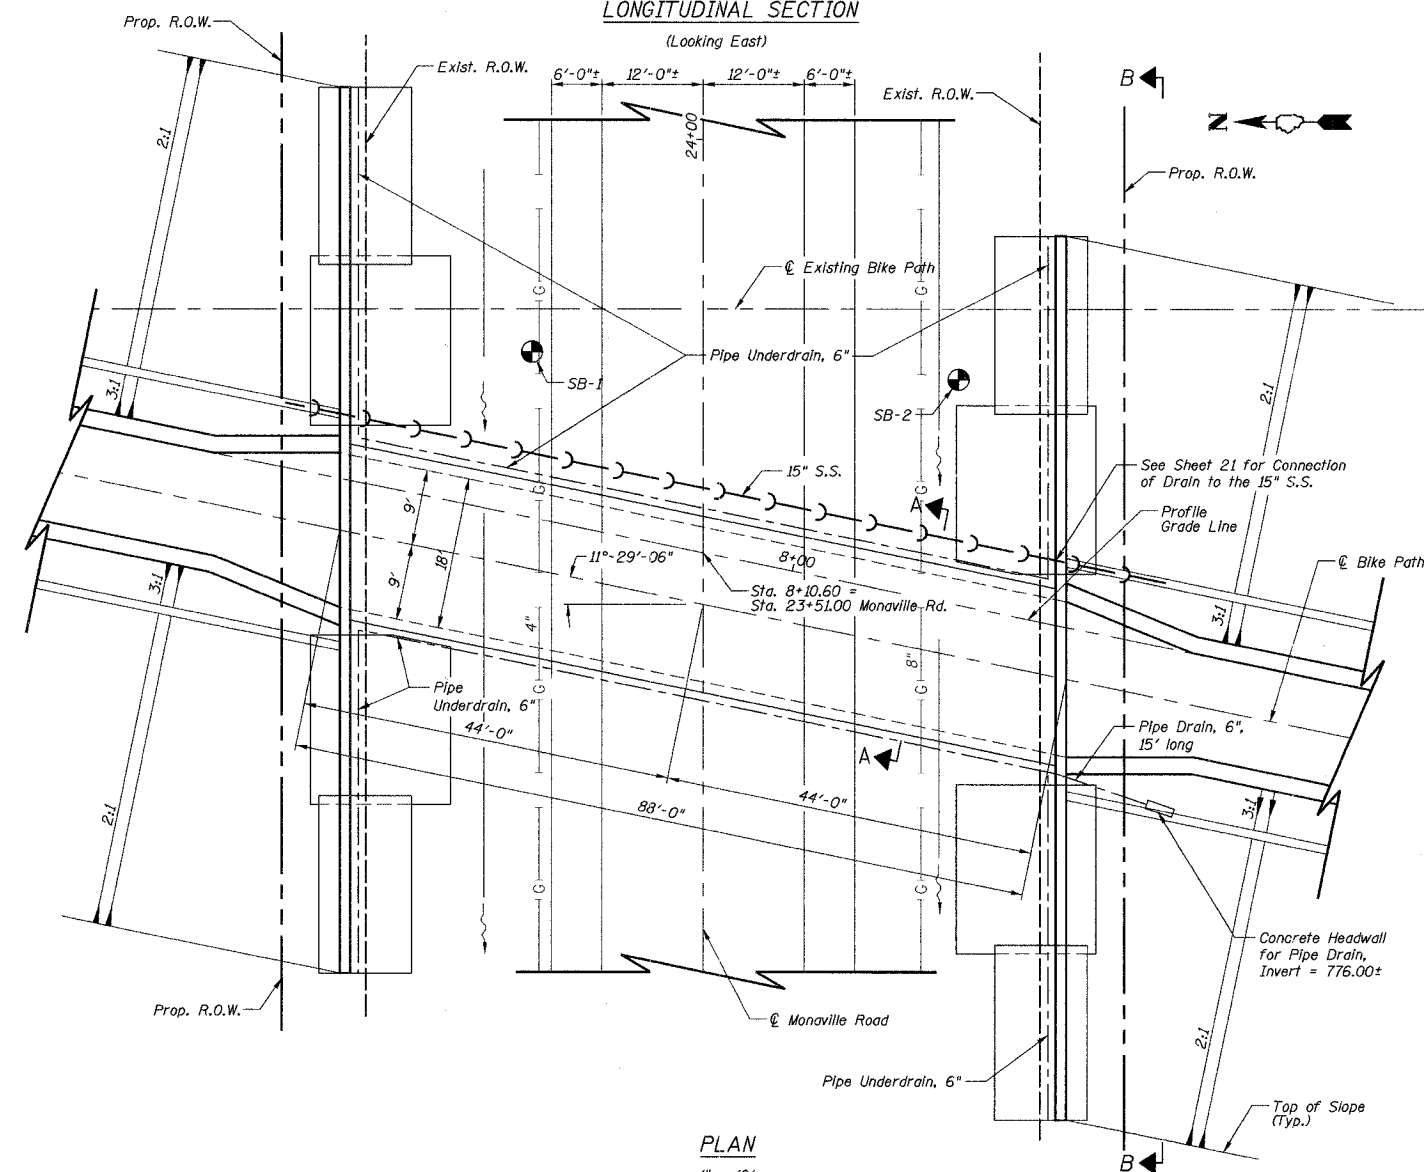 LONGITUDINAL SECTION
(Looking East)
Prop. R.O.W.
Exist. R.O.W.
6'-0"±
12'-0"±
12'-0"±
6'-0"±
Exist. R.O.W.
B
N
24+00
2:1
Prop. R.O.W.
℄ Existing Bike Path
G
G
Pipe Underdrain, 6"
SB-1
SB-2
2:1
3:1
15" S.S.
See Sheet 21 for Connection
of Drain to the 15" S.S.
G
G
A
Profile
Grade Line
9'
18'
9'
11°-29'-06"
8+00
Sta. 8+10.60 =
Sta. 23+51.00 Monaville Rd.
℄ Bike Path
3:1
3:1
4"
8"
G
G
Pipe
Underdrain, 6"
44'-0"
A
Pipe Drain, 6",
15' long
44'-0"
88'-0"
3:1
2:1
G
G
Concrete Headwall
for Pipe Drain,
Invert = 776.00±
Prop. R.O.W.
℄ Monaville Road
2:1
Pipe Underdrain, 6"
Top of Slope
(Typ.)
PLAN
B